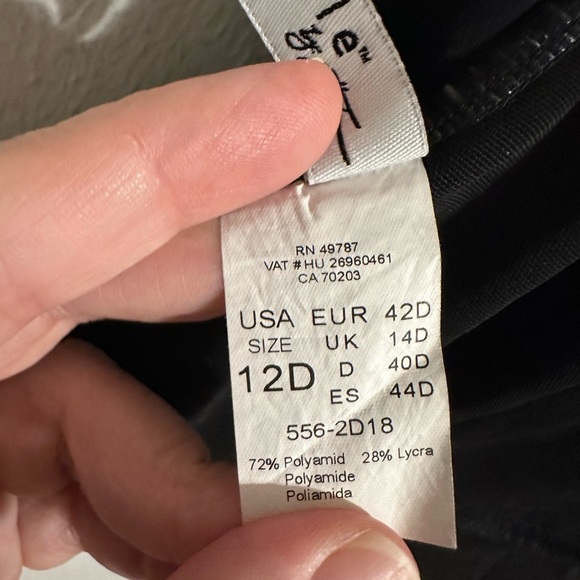 RN 49787
VAT # HU 26960461
CA 70203
USA EUR 42D
SIZE UK 14D
12D D 40D
ES 44D
556-2D18
72% Polyamid 28% Lycra
Polyamide
Poliamida